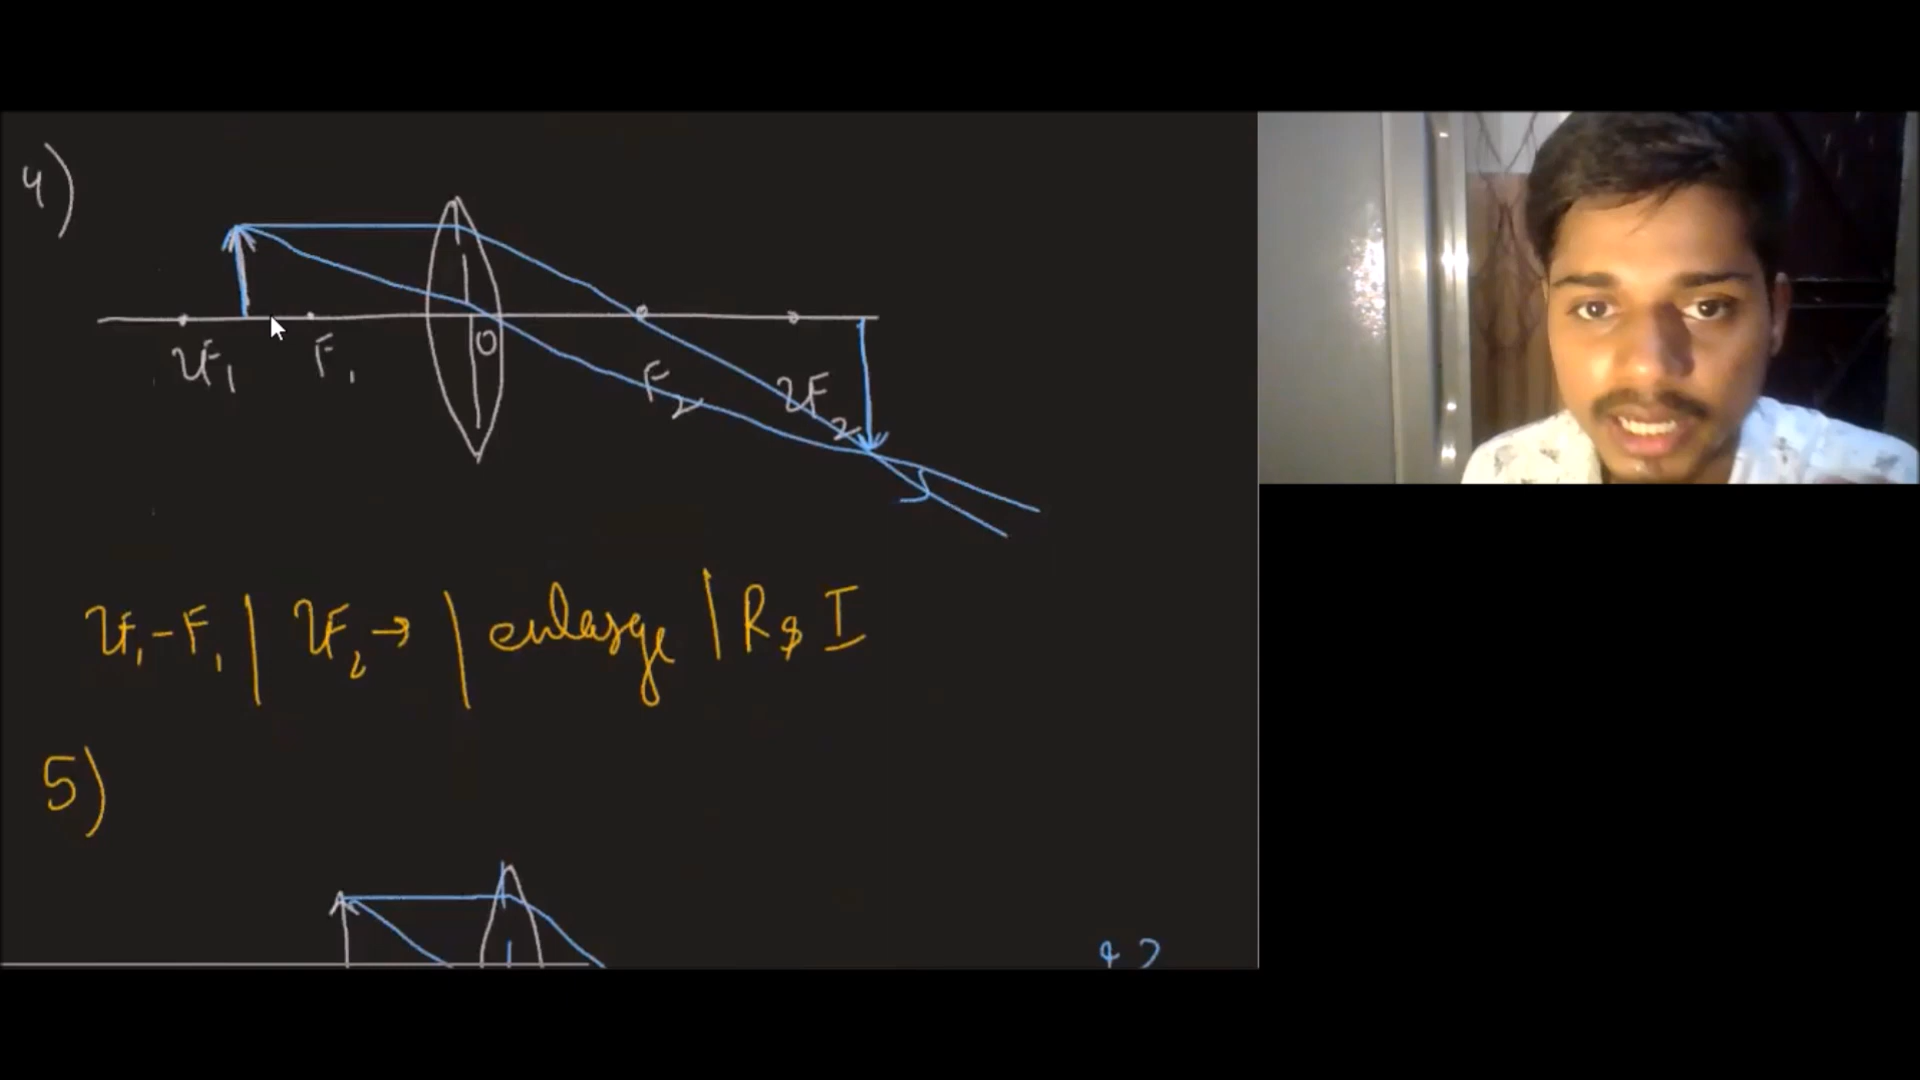 4)
2F₁ F₁ O F₂ 2F₂
2F₁-F₁ | 2F₂→ | enlarge | R & I
5)